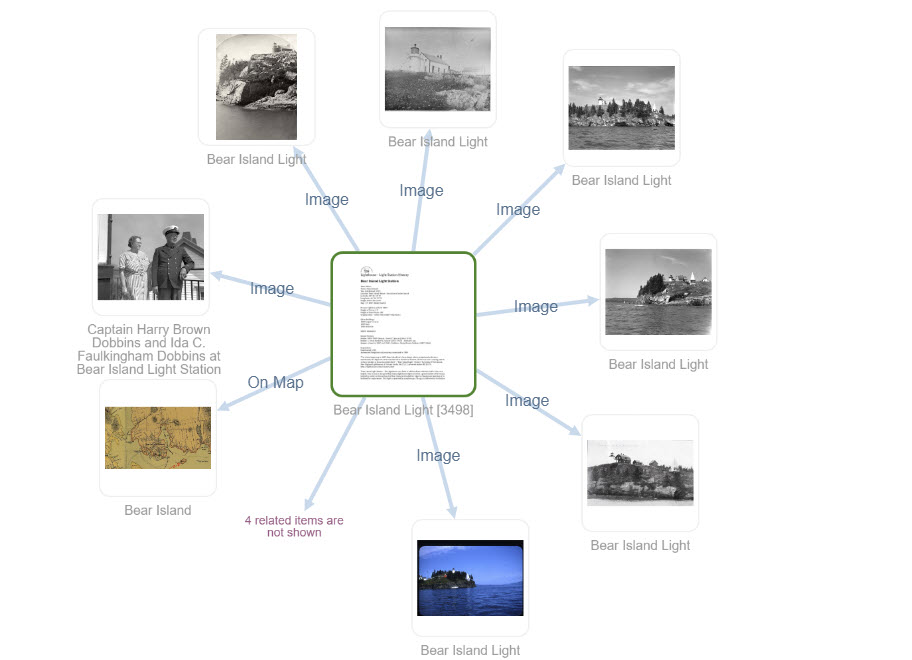 Bear Island Light
Image
Bear Island Light
Image
Bear Island Light
Image
Captain Harry Brown
Dobbins and Ida C.
Faulkingham Dobbins at
Bear Island Light Station
Image
Bear Island Light
Image
On Map
Bear Island
Bear Island Light [3498]
Image
Bear Island Light
4 related items are
not shown
Image
Bear Island Light